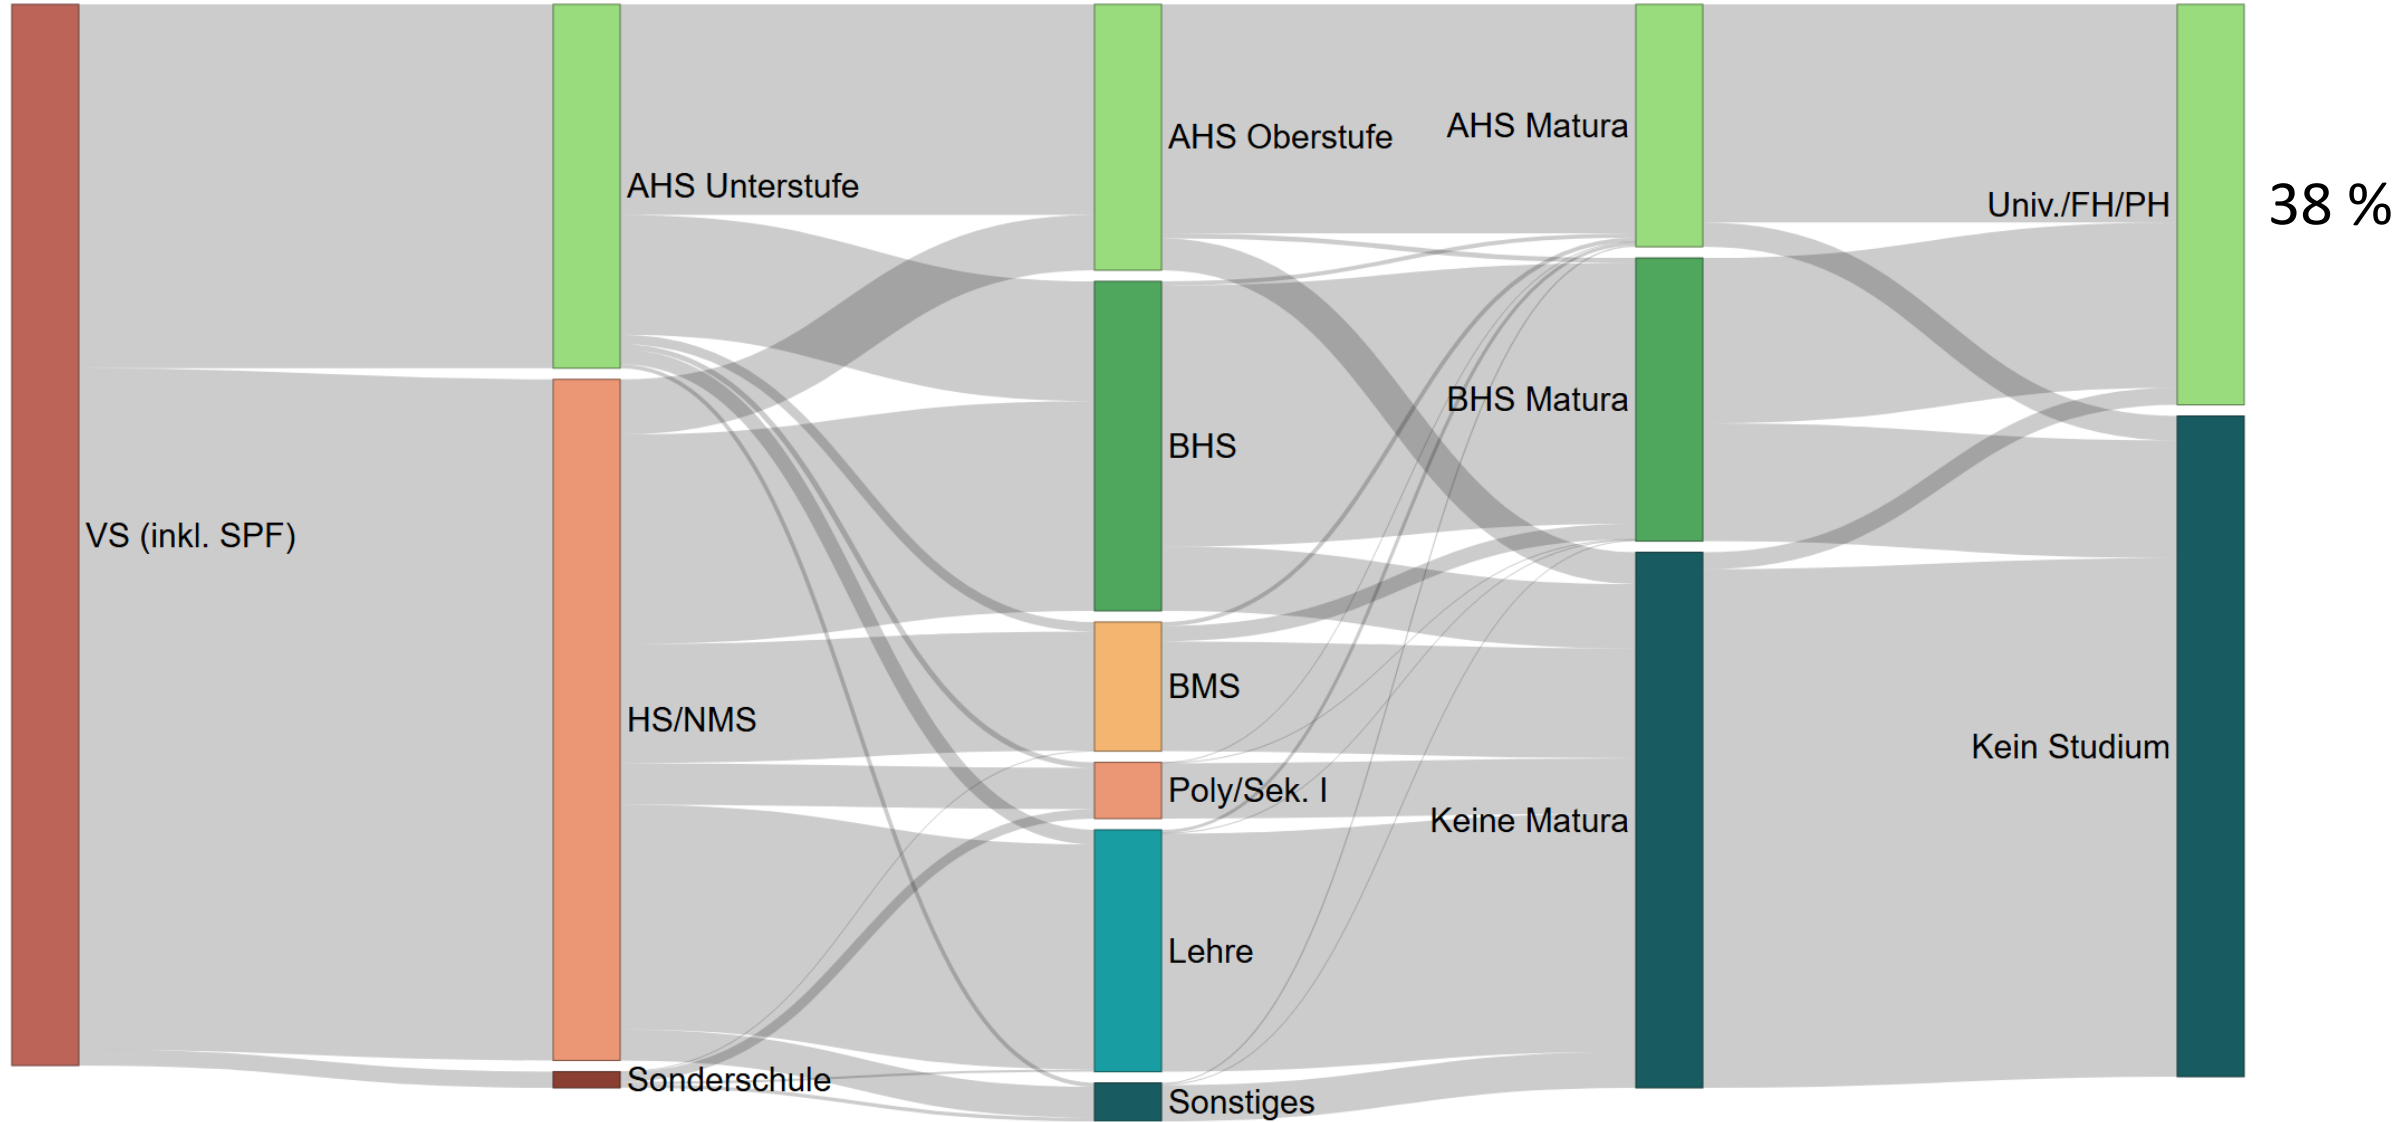 VS (inkl. SPF)
AHS Unterstufe
HS/NMS
Sonderschule
AHS Oberstufe
BHS
BMS
Poly/Sek. I
Lehre
Sonstiges
AHS Matura
BHS Matura
Keine Matura
Univ./FH/PH
Kein Studium
38 %